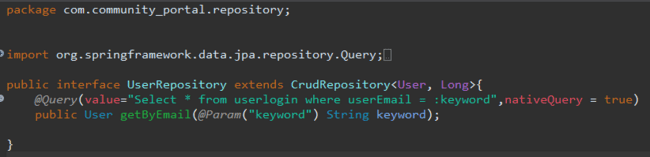 package com.community_portal.repository;
import org.springframework.data.jpa.repository.Query;
public interface UserRepository extends CrudRepository<User, Long>{
@Query(value="Select * from userlogin where userEmail = :keyword",nativeQuery = true)
public User getByEmail(@Param("keyword") String keyword);
}